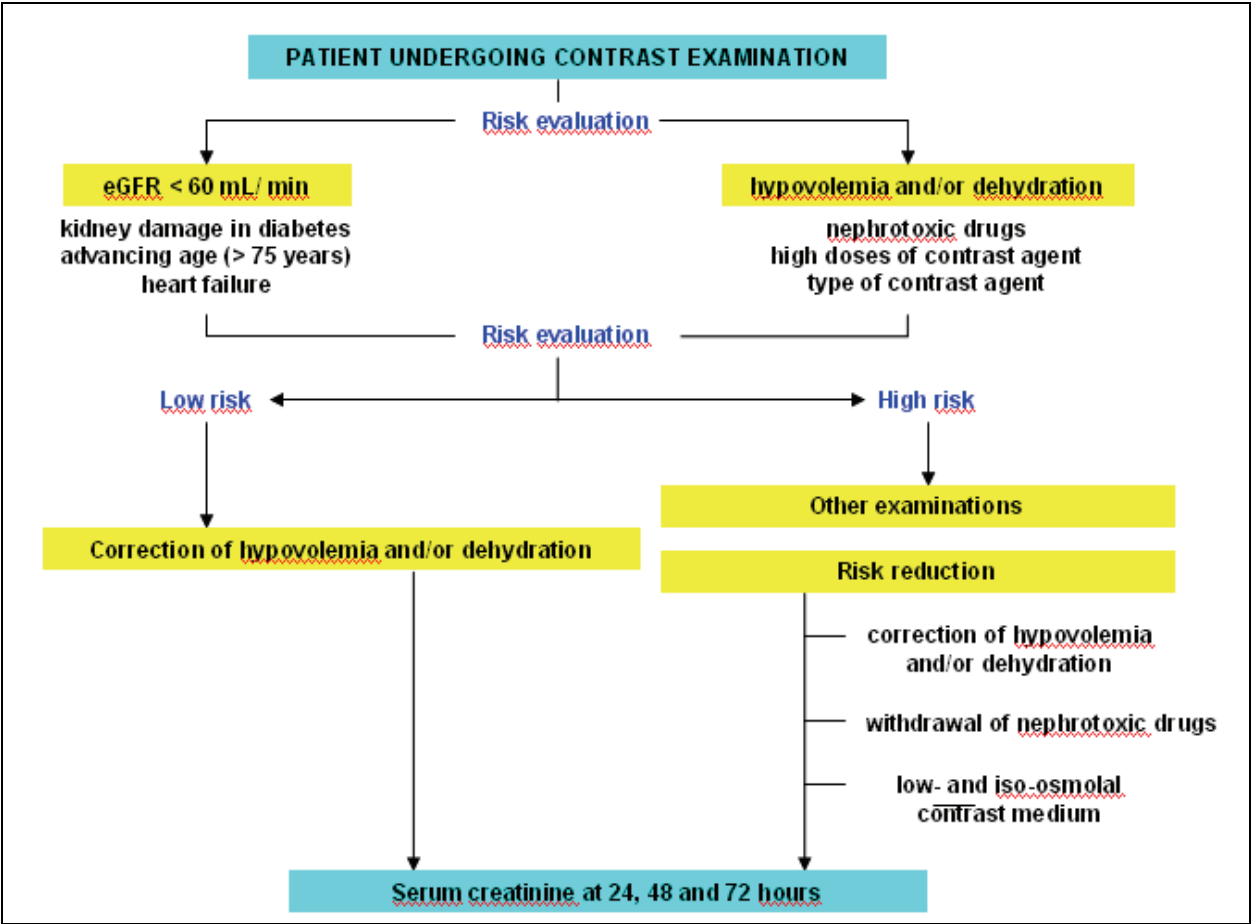 PATIENT UNDERGOING CONTRAST EXAMINATION
Risk evaluation
eGFR < 60 mL/ min
kidney damage in diabetes
advancing age (> 75 years)
heart failure
hypovolemia and/or dehydration
nephrotoxic drugs
high doses of contrast agent
type of contrast agent
Risk evaluation
Low risk
High risk
Correction of hypovolemia and/or dehydration
Other examinations
Risk reduction
correction of hypovolemia
and/or dehydration
withdrawal of nephrotoxic drugs
low- and iso-osmolal
contrast medium
Serum creatinine at 24, 48 and 72 hours